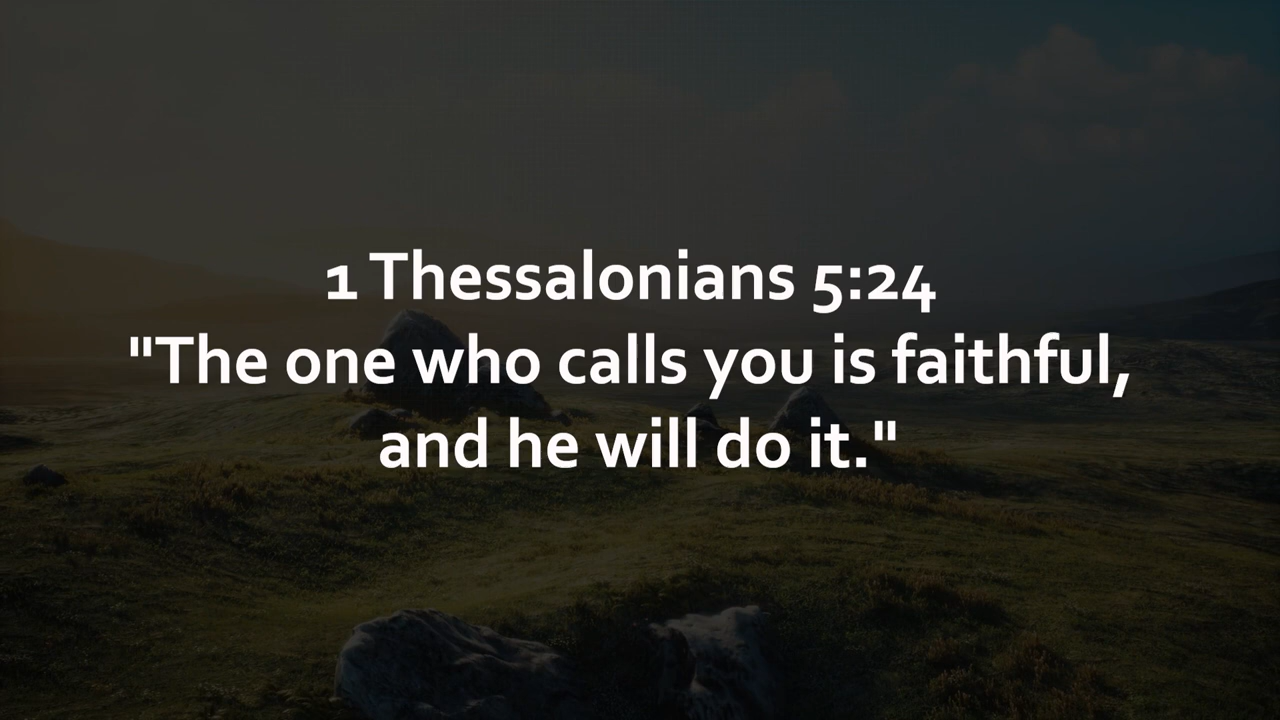 1 Thessalonians 5:24
"The one who calls you is faithful,
and he will do it."